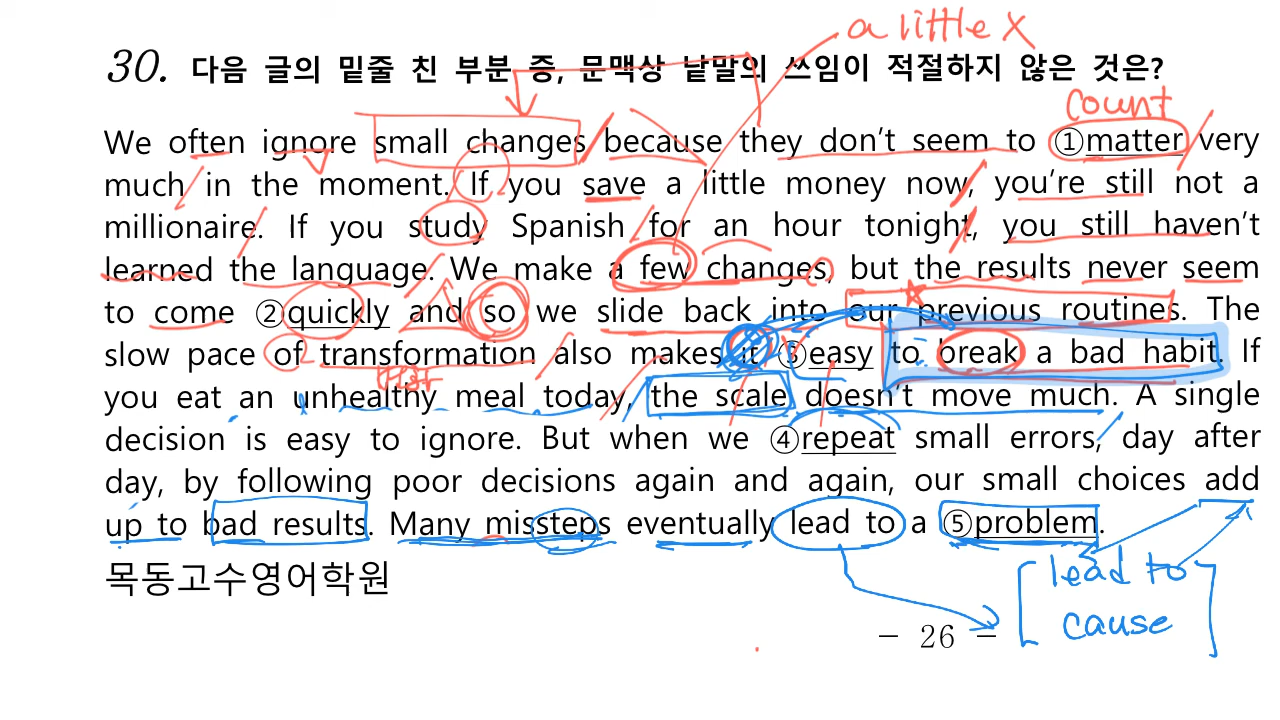 a little X
30. 다음 글의 밑줄 친 부분 중, 문맥상 낱말의 쓰임이 적절하지 않은 것은?
count
We often ignore small changes because they don't seem to ①matter very
much in the moment. If you save a little money now, you're still not a
millionaire. If you study Spanish for an hour tonight, you still haven't
learned the language. We make a few changes, but the results never seem
to come ②quickly and so we slide back into our previous routines. The
slow pace of transformation also makes it ③easy to break a bad habit. If
you eat an unhealthy meal today, the scale doesn't move much. A single
decision is easy to ignore. But when we ④repeat small errors, day after
day, by following poor decisions again and again, our small choices add
up to bad results. Many missteps eventually lead to a ⑤problem.
목동고수영어학원
lead to
cause
- 26 -